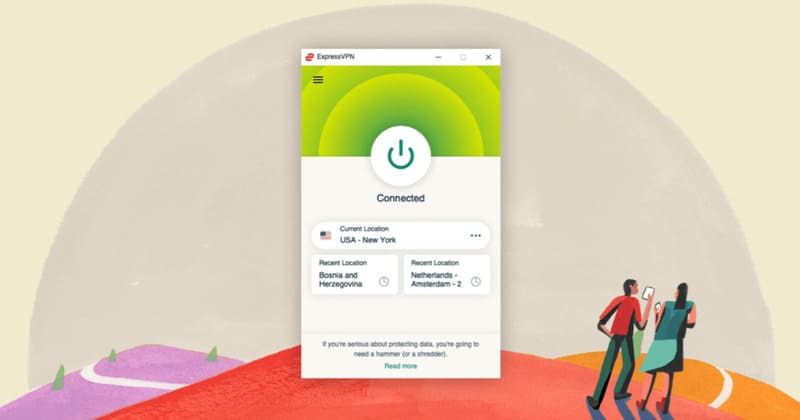 ExpressVPN
Connected
Current Location
USA - New York
Recent Location
Bosnia and
Herzegovina
Recent Location
Netherlands -
Amsterdam - 2
If you're serious about protecting data, you're going to
need a hammer (or a shredder).
Read more